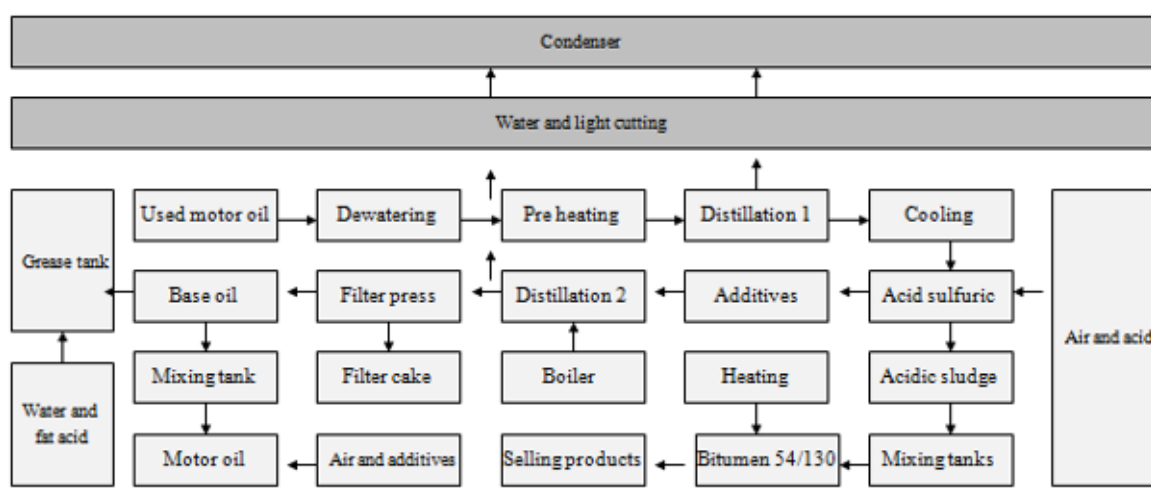 Condenser
Water and light cutting
Used motor oil
Dewatering
Pre heating
Distillation 1
Cooling
Grease tank
Base oil
Filter press
Distillation 2
Additives
Acid sulfuric
Air and acid
Mixing tank
Filter cake
Boiler
Heating
Acidic sludge
Water and
fat acid
Motor oil
Air and additives
Selling products
Bitumen 54/130
Mixing tanks